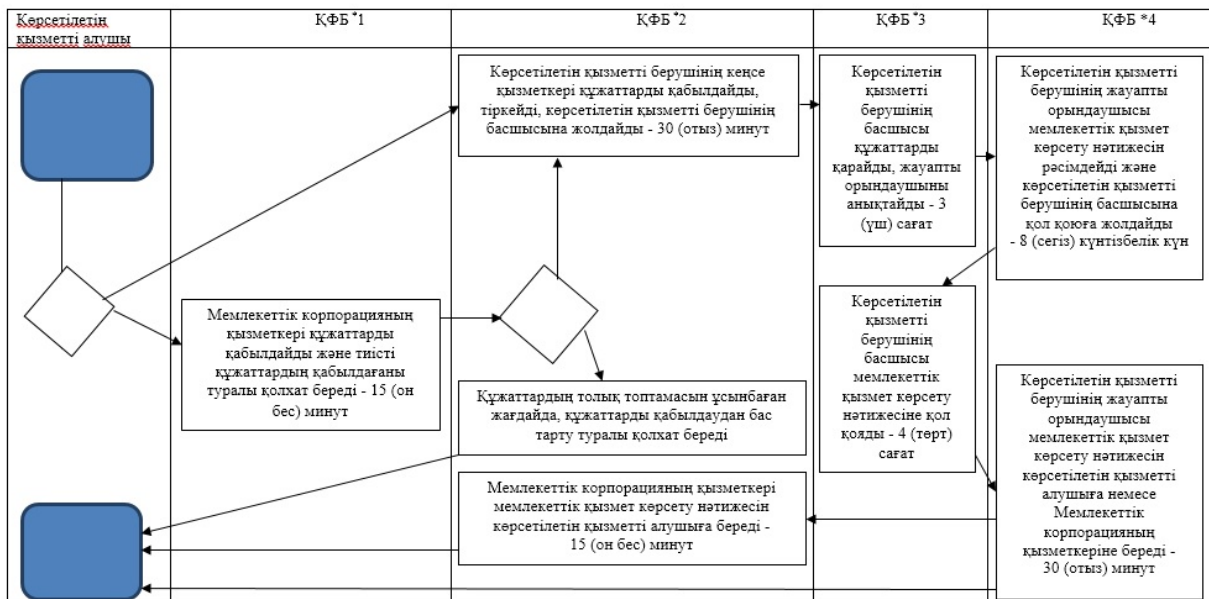 Көрсетілетін
қызметті алушы
ҚФБ *1
ҚФБ *2
ҚФБ *3
ҚФБ *4
Көрсетілетін қызметті берушінің кеңсе
қызметкері құжаттарды қабылдайды,
тіркейді, көрсетілетін қызметті берушінің
басшысына жолдайды - 30 (отыз) минут
Көрсетілетін
қызметті
берушінің
басшысы
құжаттарды
қарайды, жауапты
орындаушыны
анықтайды - 3
(үш) сағат
Көрсетілетін қызметті
берушінің жауапты
орындаушысы
мемлекеттік қызмет
көрсету нәтижесін
рәсімдейді және
көрсетілетін қызметті
берушінің басшысына
қол қоюға жолдайды
- 8 (сегіз) күнтізбелік күн
Мемлекеттік корпорацияның
қызметкері құжаттарды
қабылдайды және тиісті
құжаттардың қабылдағаны
туралы қолхат береді - 15 (он
бес) минут
Құжаттардың толық топтамасын ұсынбаған
жағдайда, құжаттарды қабылдаудан бас
тарту туралы қолхат береді
Көрсетілетін
қызметті
берушінің
басшысы
мемлекеттік
қызмет көрсету
нәтижесіне қол
қояды - 4 (төрт)
сағат
Көрсетілетін қызметті
берушінің жауапты
орындаушысы
мемлекеттік қызмет
көрсету нәтижесін
көрсетілетін қызметті
алушыға немесе
Мемлекеттік
корпорацияның
қызметкеріне береді -
30 (отыз) минут
Мемлекеттік корпорацияның қызметкері
мемлекеттік қызмет көрсету нәтижесін
көрсетілетін қызметті алушыға береді -
15 (он бес) минут